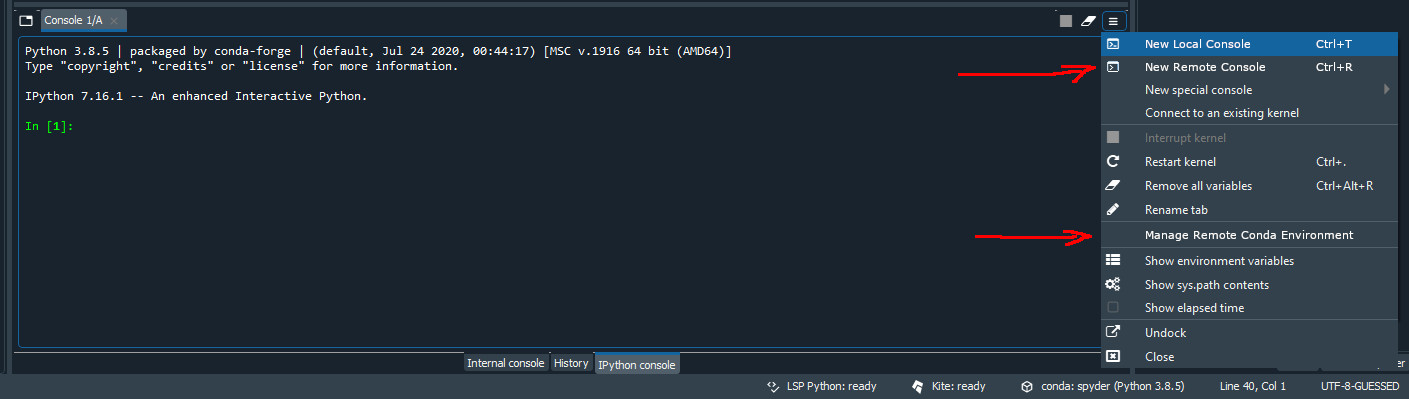 Console 1/A
Python 3.8.5 | packaged by conda-forge | (default, Jul 24 2020, 00:44:17) [MSC v.1916 64 bit (AMD64)]
Type "copyright", "credits" or "license" for more information.
IPython 7.16.1 -- An enhanced Interactive Python.
In [1]:
New Local Console Ctrl+T
New Remote Console Ctrl+R
New special console
Connect to an existing kernel
Interrupt kernel
Restart kernel Ctrl+.
Remove all variables Ctrl+Alt+R
Rename tab
Manage Remote Conda Environment
Show environment variables
Show sys.path contents
Show elapsed time
Undock
Close
Internal console History IPython console
LSP Python: ready Kite: ready conda: spyder (Python 3.8.5) Line 40, Col 1 UTF-8-GUESSED